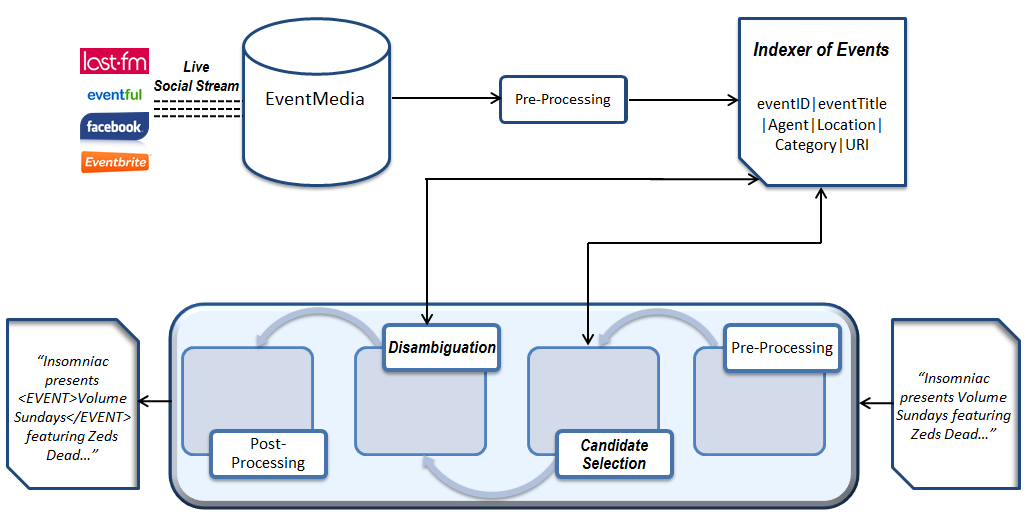 last·fm
eventful
facebook
Eventbrite
Live
Social Stream
EventMedia
Pre-Processing
Indexer of Events
eventID|eventTitle
|Agent|Location|
Category|URI
“Insomniac
presents
<EVENT>Volume
Sundays</EVENT>
featuring Zeds
Dead...”
Disambiguation
Post-
Processing
Candidate
Selection
Pre-Processing
“Insomniac
presents Volume
Sundays featuring
Zeds Dead...”